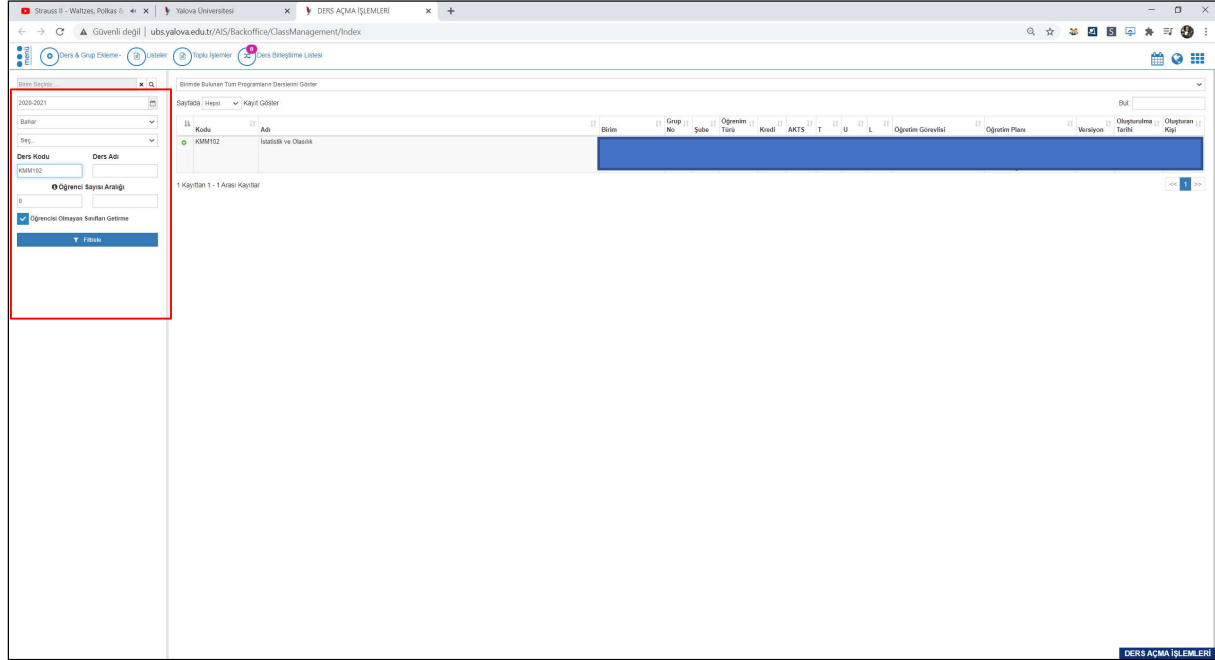 Strauss II - Waltzes, Polkas &
Yalova Üniversitesi
DERS AÇMA İŞLEMLERİ
Güvenli değil | ubs.yalova.edu.tr/AIS/Backoffice/ClassManagement/Index
menü
Ders & Grup Ekleme-
Listeler
Toplu İşlemler
0
Ders Birleştirme Listesi
Birim Seçiniz ...
Birimde Bulunan Tüm Programların Derslerini Göster
2020-2021
Bahar
Seç...
Ders Kodu Ders Adı
KMM102
Öğrenci Sayısı Aralığı
0
Öğrencisi Olmayan Sınıfları Getirme
Filtrele
Sayfada Hepsi Kayıt Göster
Bul:
Kodu Adı Birim Grup No Şube Öğrenim Türü Kredi AKTS T U L Öğretim Görevlisi Öğretim Planı Versiyon Oluşturulma Tarihi Oluşturan Kişi
KMM102 İstatistik ve Olasılık
1 Kayıttan 1 - 1 Arası Kayıtlar
<< 1 >>
DERS AÇMA İŞLEMLERİ